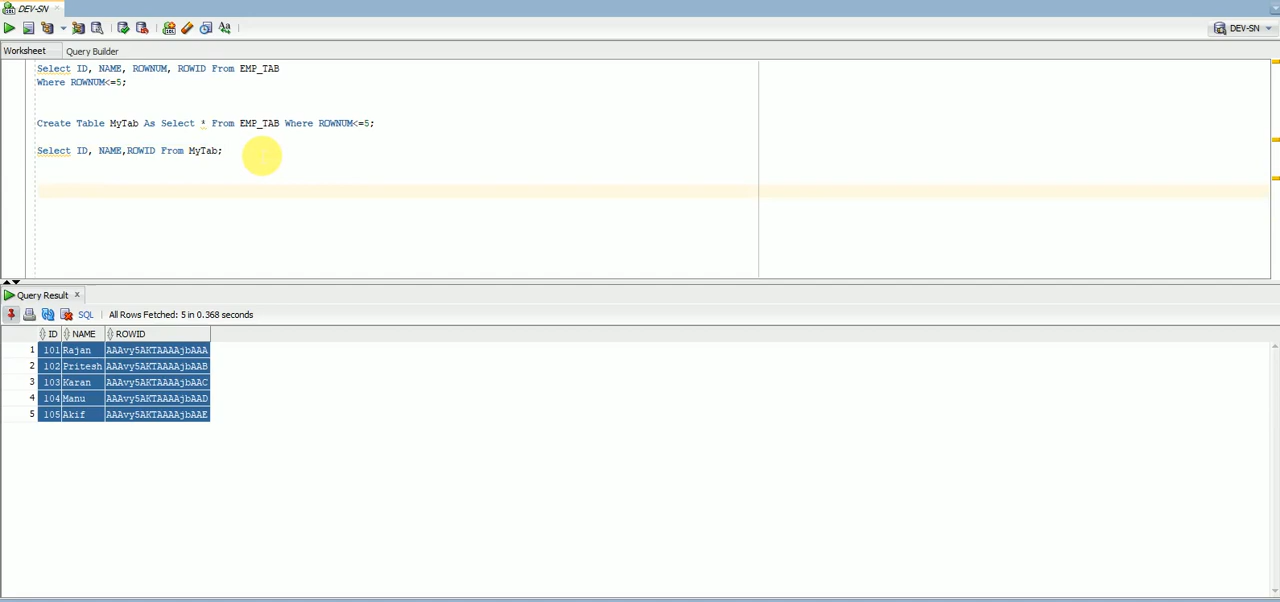 DEV-SN
DEV-SN
Worksheet Query Builder
Select ID, NAME, ROWNUM, ROWID From EMP_TAB
Where ROWNUM<=5;
Create Table MyTab As Select * From EMP_TAB Where ROWNUM<=5;
Select ID, NAME,ROWID From MyTab;
Query Result
SQL | All Rows Fetched: 5 in 0.368 seconds
ID NAME ROWID
1 101 Rajan AAAvy5AKTAAAAjbAAA
2 102 Pritesh AAAvy5AKTAAAAjbAAB
3 103 Karan AAAvy5AKTAAAAjbAAC
4 104 Manu AAAvy5AKTAAAAjbAAD
5 105 Akif AAAvy5AKTAAAAjbAAE